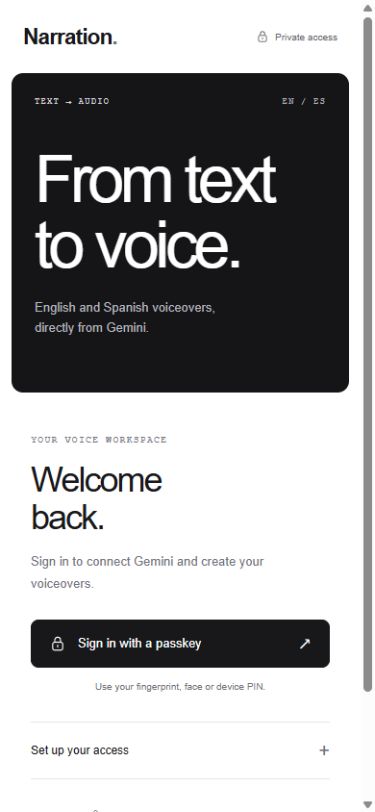 Narration.
Private access
TEXT → AUDIO
EN / ES
From text
to voice.
English and Spanish voiceovers,
directly from Gemini.
YOUR VOICE WORKSPACE
Welcome
back.
Sign in to connect Gemini and create your
voiceovers.
Sign in with a passkey ↗
Use your fingerprint, face or device PIN.
Set up your access +